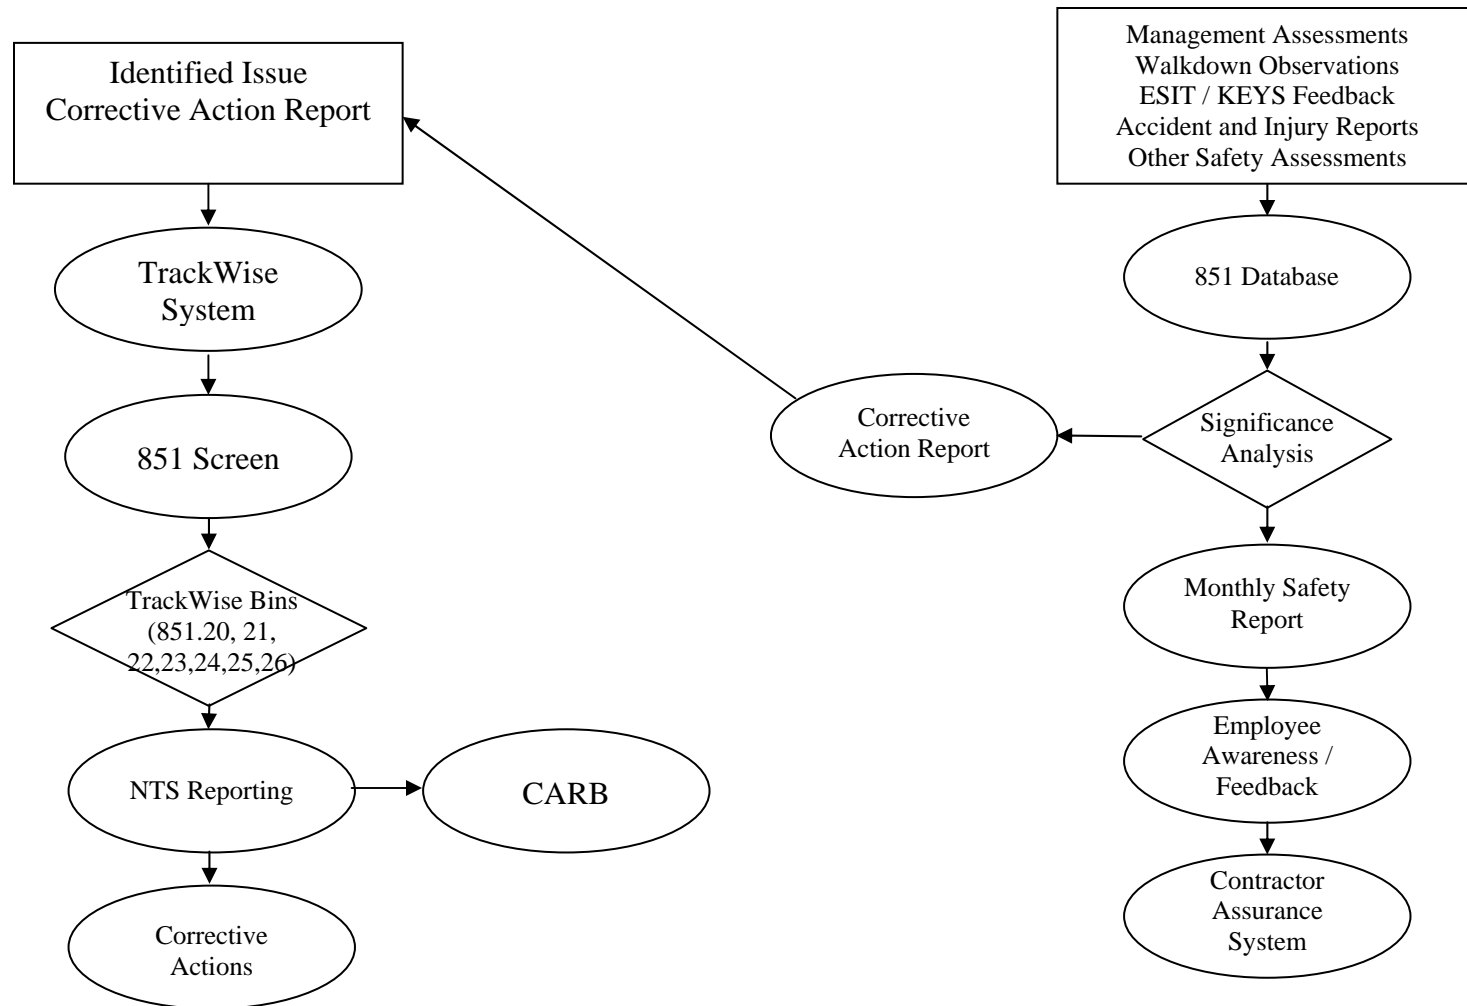 Identified Issue
Corrective Action Report
TrackWise
System
851 Screen
TrackWise Bins
(851.20, 21,
22,23,24,25,26)
NTS Reporting
CARB
Corrective
Actions
Management Assessments
Walkdown Observations
ESIT / KEYS Feedback
Accident and Injury Reports
Other Safety Assessments
851 Database
Significance
Analysis
Corrective
Action Report
Monthly Safety
Report
Employee
Awareness /
Feedback
Contractor
Assurance
System